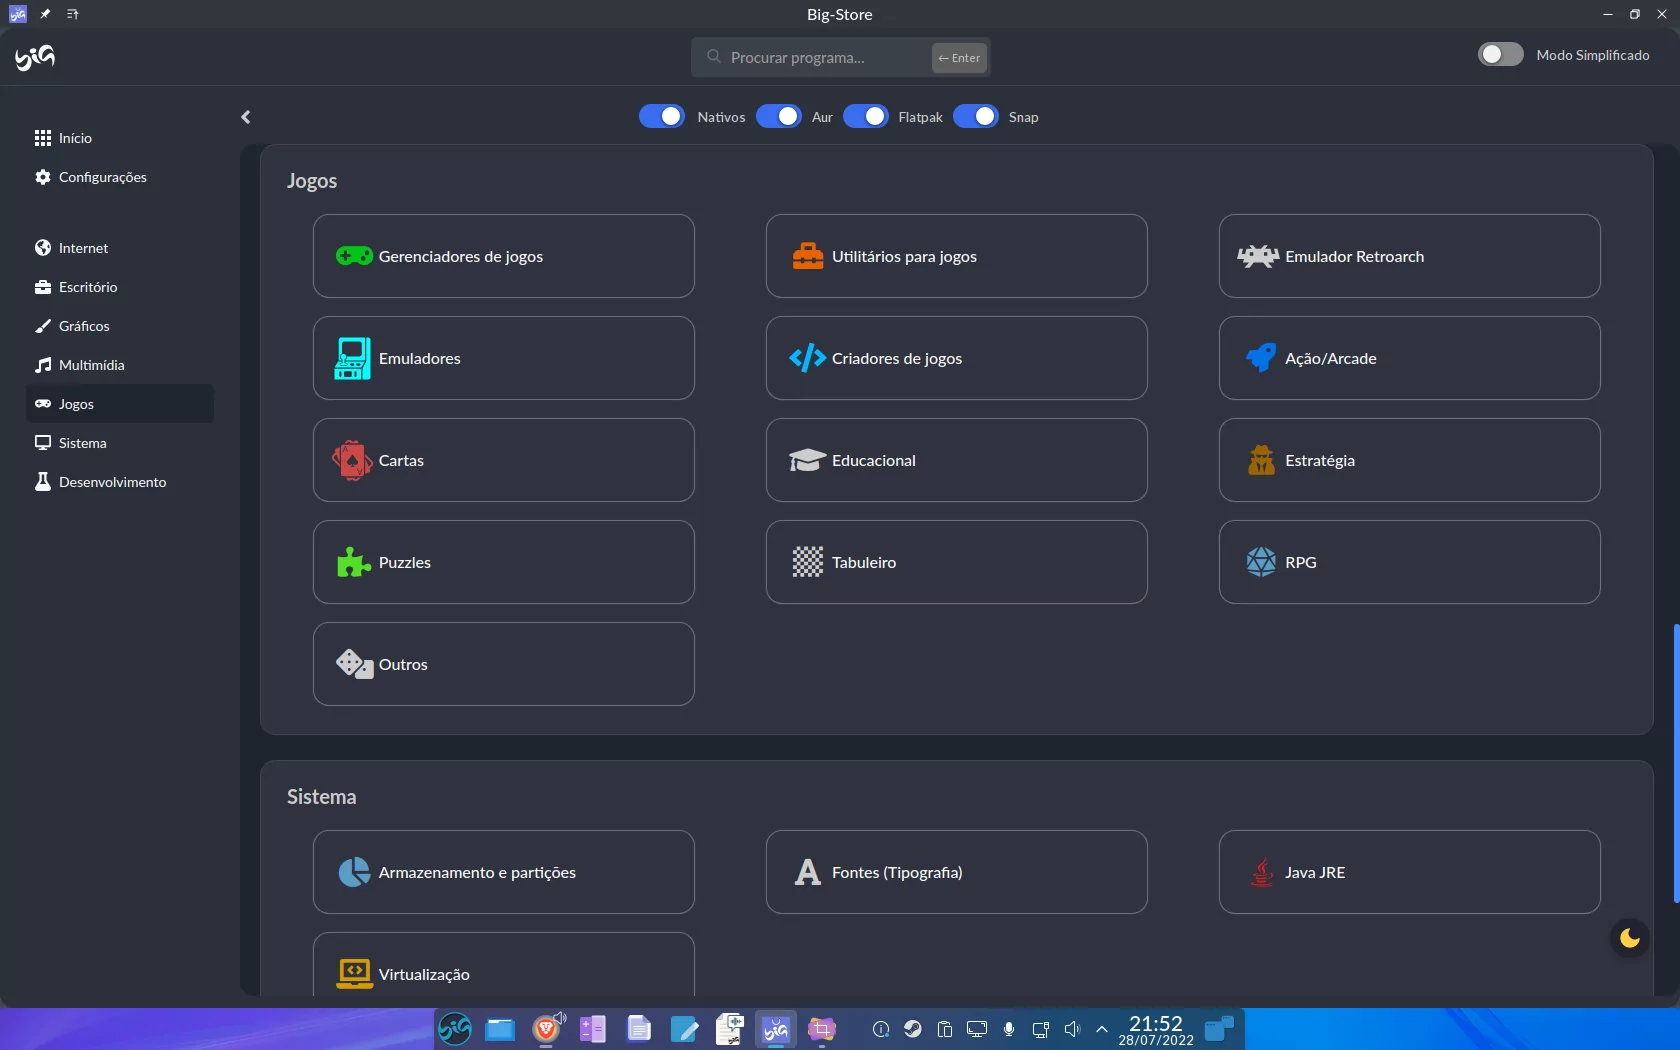 Big-Store
Procurar programa...
← Enter
Modo Simplificado
Nativos
Aur
Flatpak
Snap
Início
Configurações
Internet
Escritório
Gráficos
Multimídia
Jogos
Sistema
Desenvolvimento
Jogos
Gerenciadores de jogos
Utilitários para jogos
Emulador Retroarch
Emuladores
Criadores de jogos
Ação/Arcade
Cartas
Educacional
Estratégia
Puzzles
Tabuleiro
RPG
Outros
Sistema
Armazenamento e partições
Fontes (Tipografia)
Java JRE
Virtualização
21:52
28/07/2022